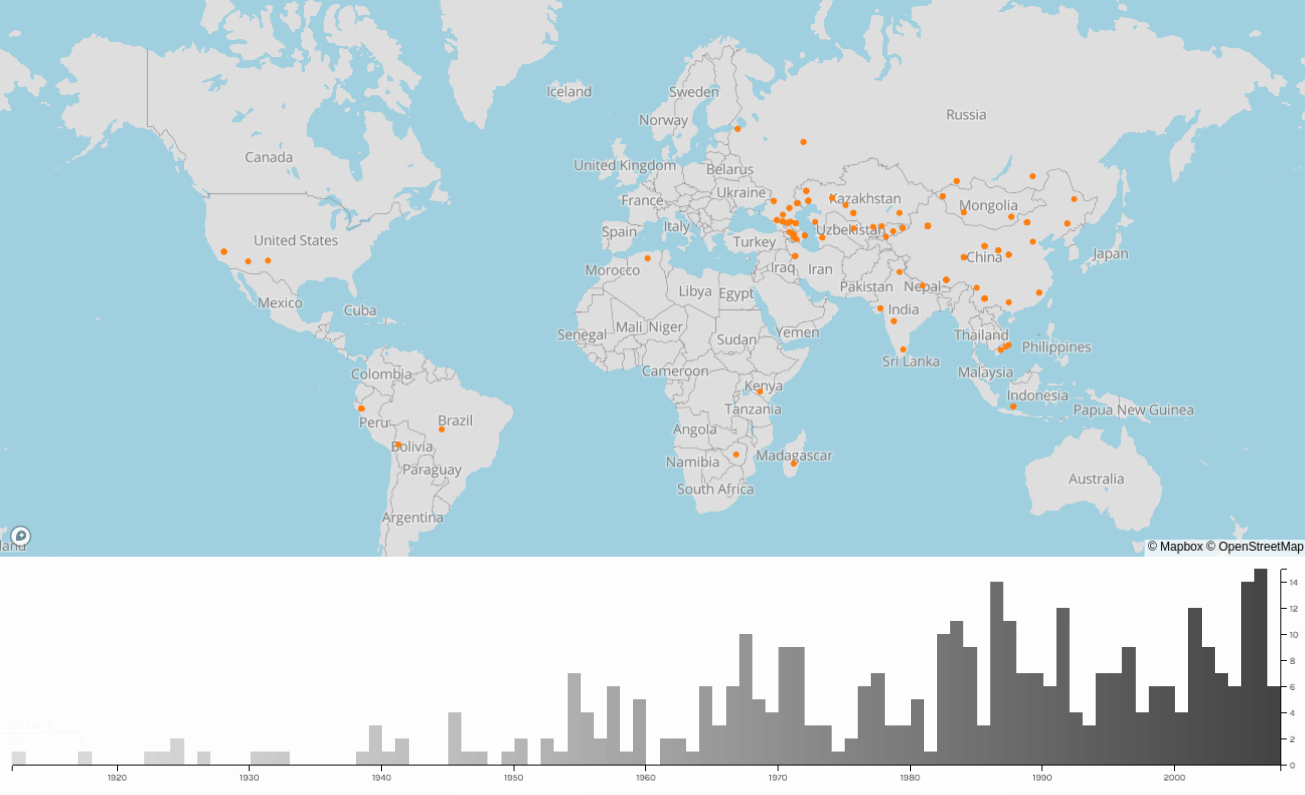 Iceland
Sweden
Russia
Norway
Canada
United Kingdom
Belarus
Ukraine
France
Kazakhstan
Mongolia
United States
Spain
Italy
Turkey
Uzbekistan
China
Japan
Morocco
Iraq
Iran
Pakistan
Nepal
Mexico
Cuba
Libya
Egypt
India
Senegal
Mali
Niger
Sudan
Yemen
Thailand
Philippines
Colombia
Cameroon
Sri Lanka
Malaysia
Kenya
Indonesia
Peru
Brazil
Tanzania
Papua New Guinea
Bolivia
Angola
Paraguay
Namibia
Madagascar
Australia
South Africa
Argentina
land
© Mapbox © OpenStreetMap
14
12
10
8
6
4
2
0
1920 1930 1940 1950 1960 1970 1980 1990 2000